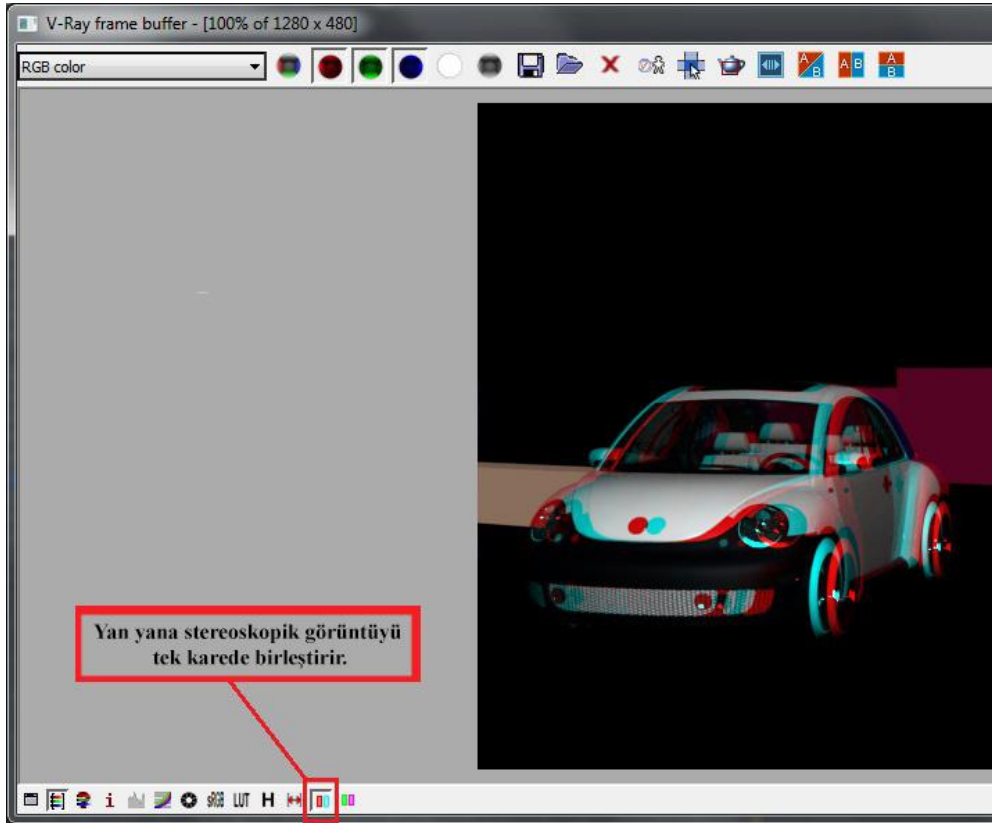 V-Ray frame buffer - [100% of 1280 x 480]
RGB color
A B
A B
A B
Yan yana stereoskopik görüntüyü
tek karede birleştirir.
i sRGB LUT H